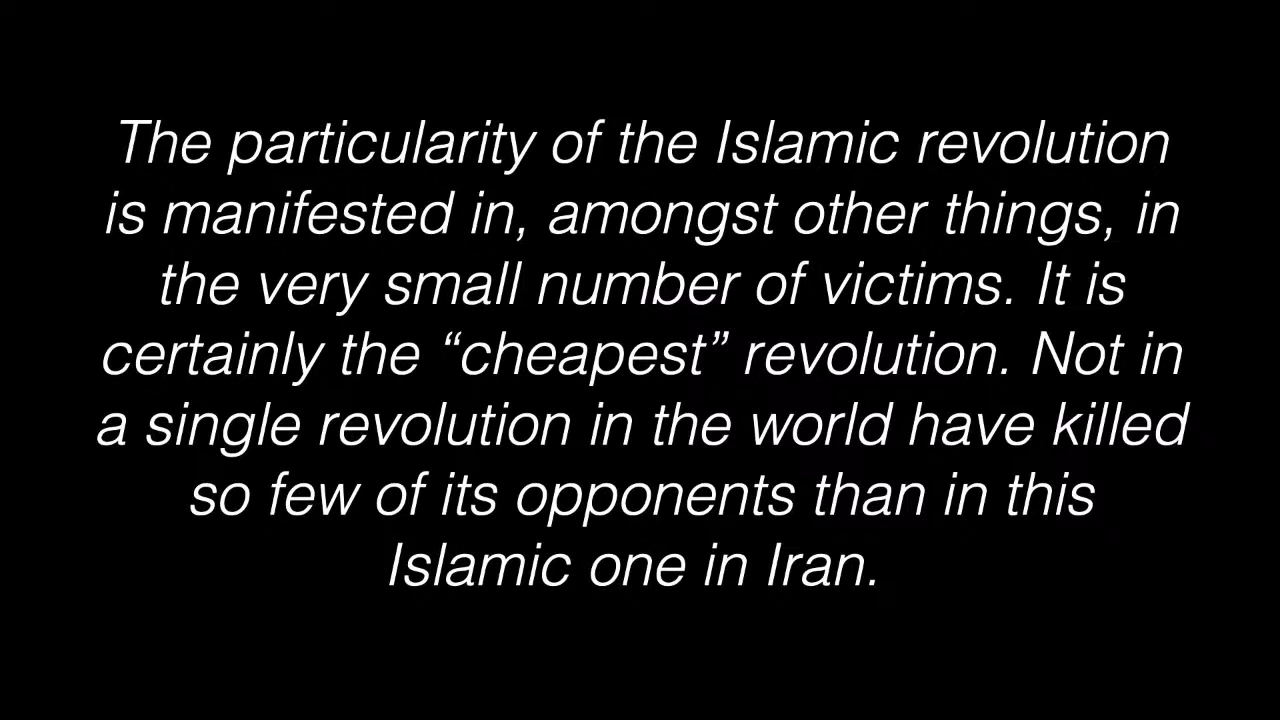 The particularity of the Islamic revolution
is manifested in, amongst other things, in
the very small number of victims. It is
certainly the “cheapest” revolution. Not in
a single revolution in the world have killed
so few of its opponents than in this
Islamic one in Iran.